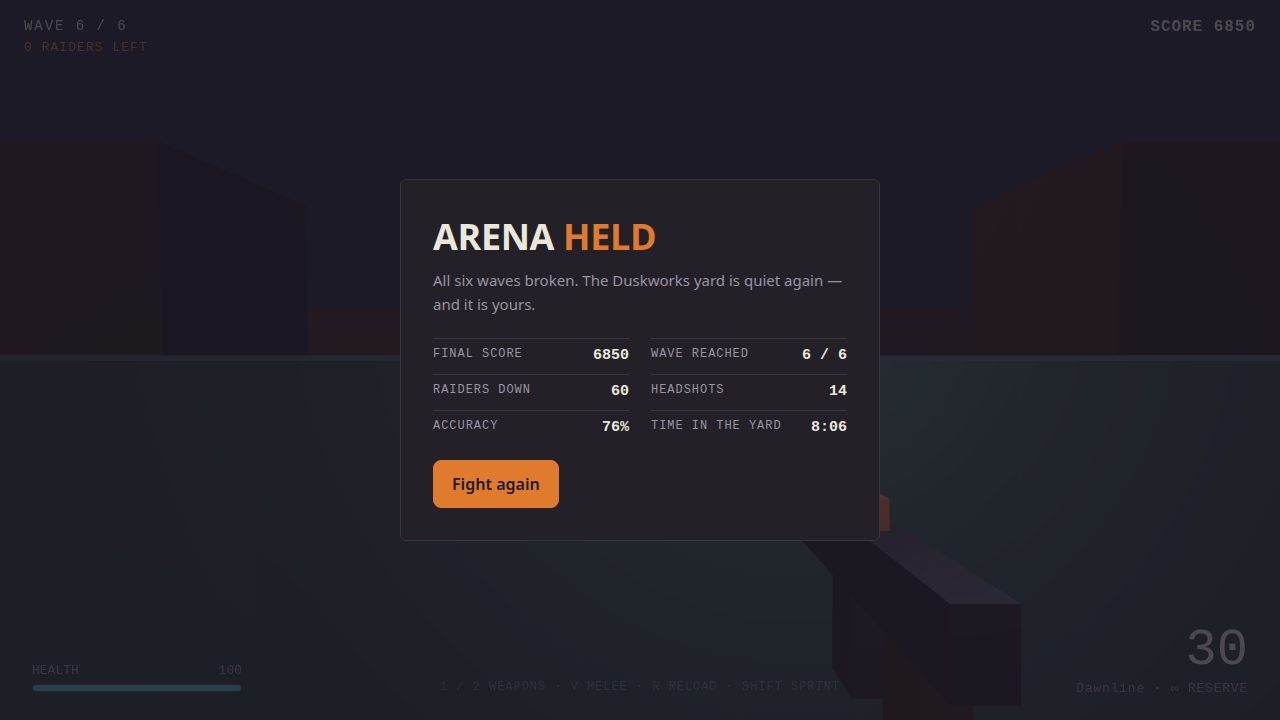 WAVE 6 / 6
SCORE 6850
0 RAIDERS LEFT
ARENA HELD
All six waves broken. The Duskworks yard is quiet again —
and it is yours.
FINAL SCORE 6850
WAVE REACHED 6 / 6
RAIDERS DOWN 60
HEADSHOTS 14
ACCURACY 76%
TIME IN THE YARD 8:06
Fight again
30
HEALTH 100
1 / 2 WEAPONS · V MELEE · R RELOAD · SHIFT SPRINT
Dawnline · ∞ RESERVE